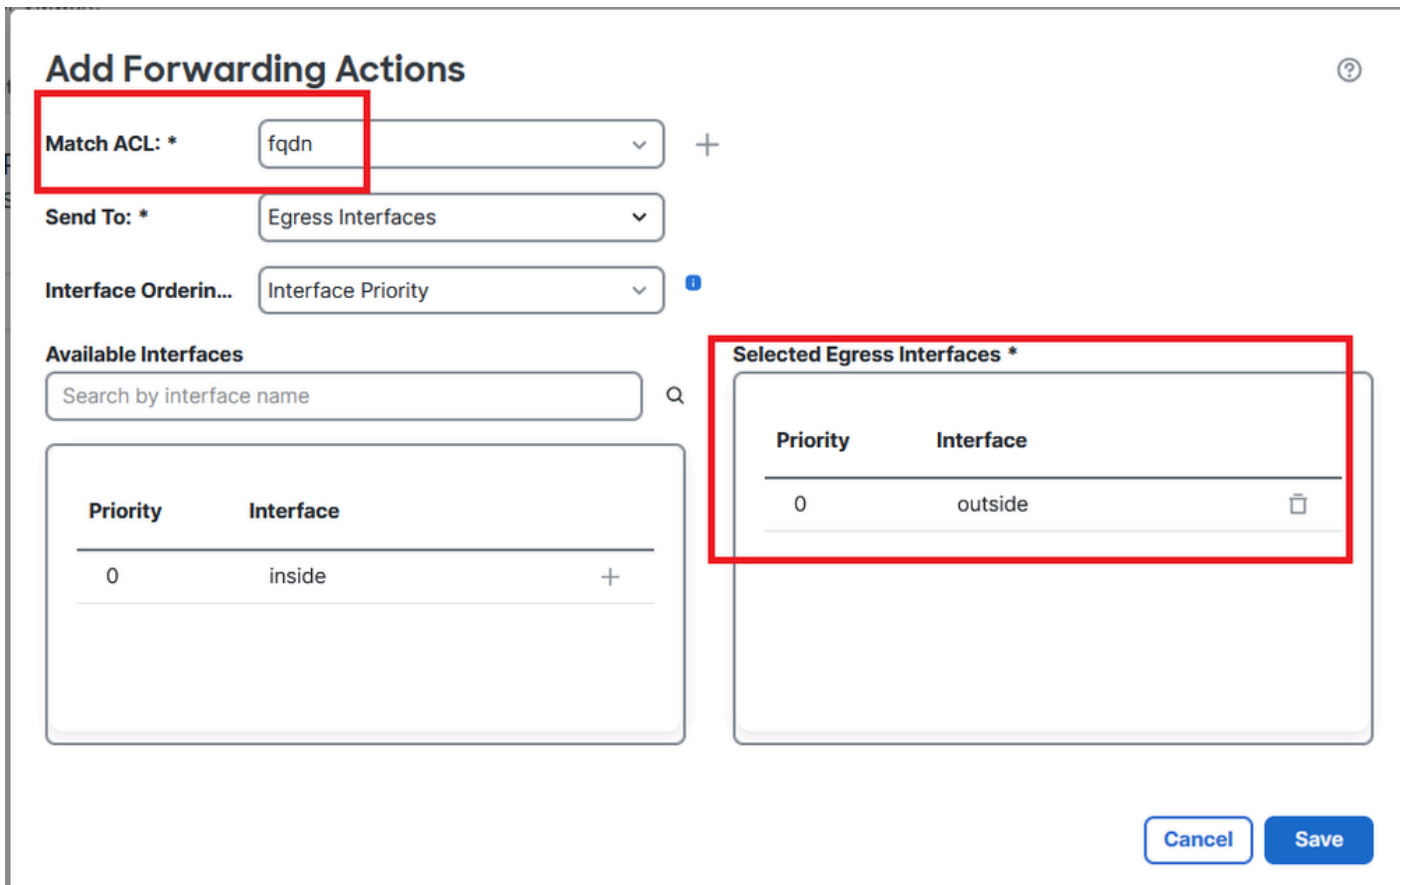 Add Forwarding Actions
Match ACL: *
fqdn
Send To: *
Egress Interfaces
Interface Orderin...
Interface Priority
Available Interfaces
Search by interface name
Priority Interface
0 inside
Selected Egress Interfaces *
Priority Interface
0 outside
Cancel
Save